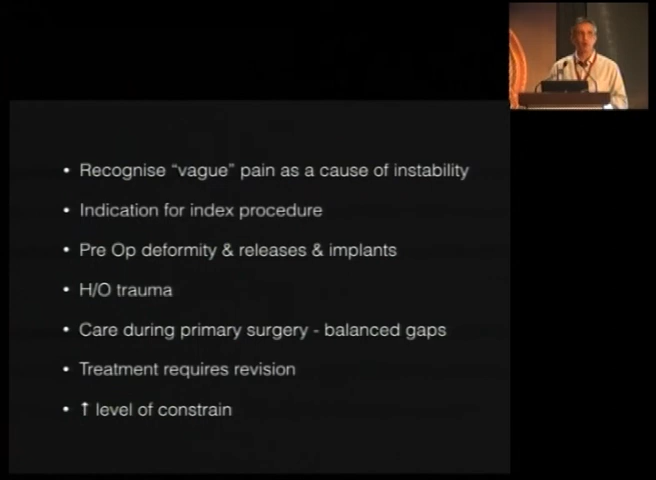 • Recognise “vague” pain as a cause of instability
• Indication for index procedure
• Pre Op deformity & releases & implants
• H/O trauma
• Care during primary surgery - balanced gaps
• Treatment requires revision
• ↑ level of constrain